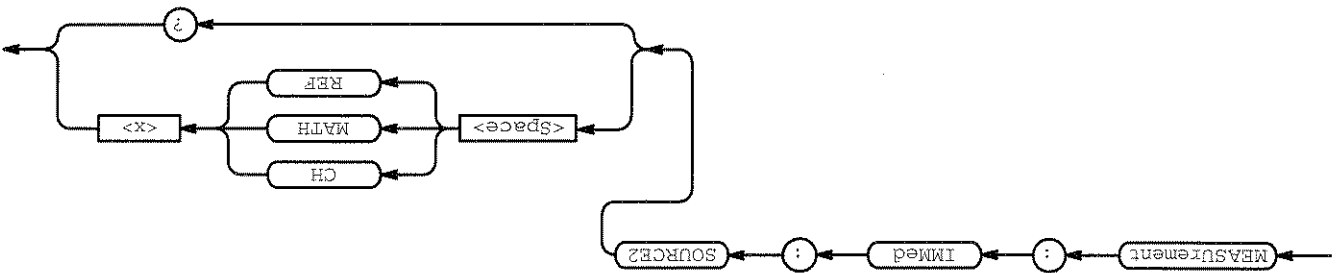 MEASUrement : IMMed : SOURCE2
<Space> CH <x>
MATH
REF
?